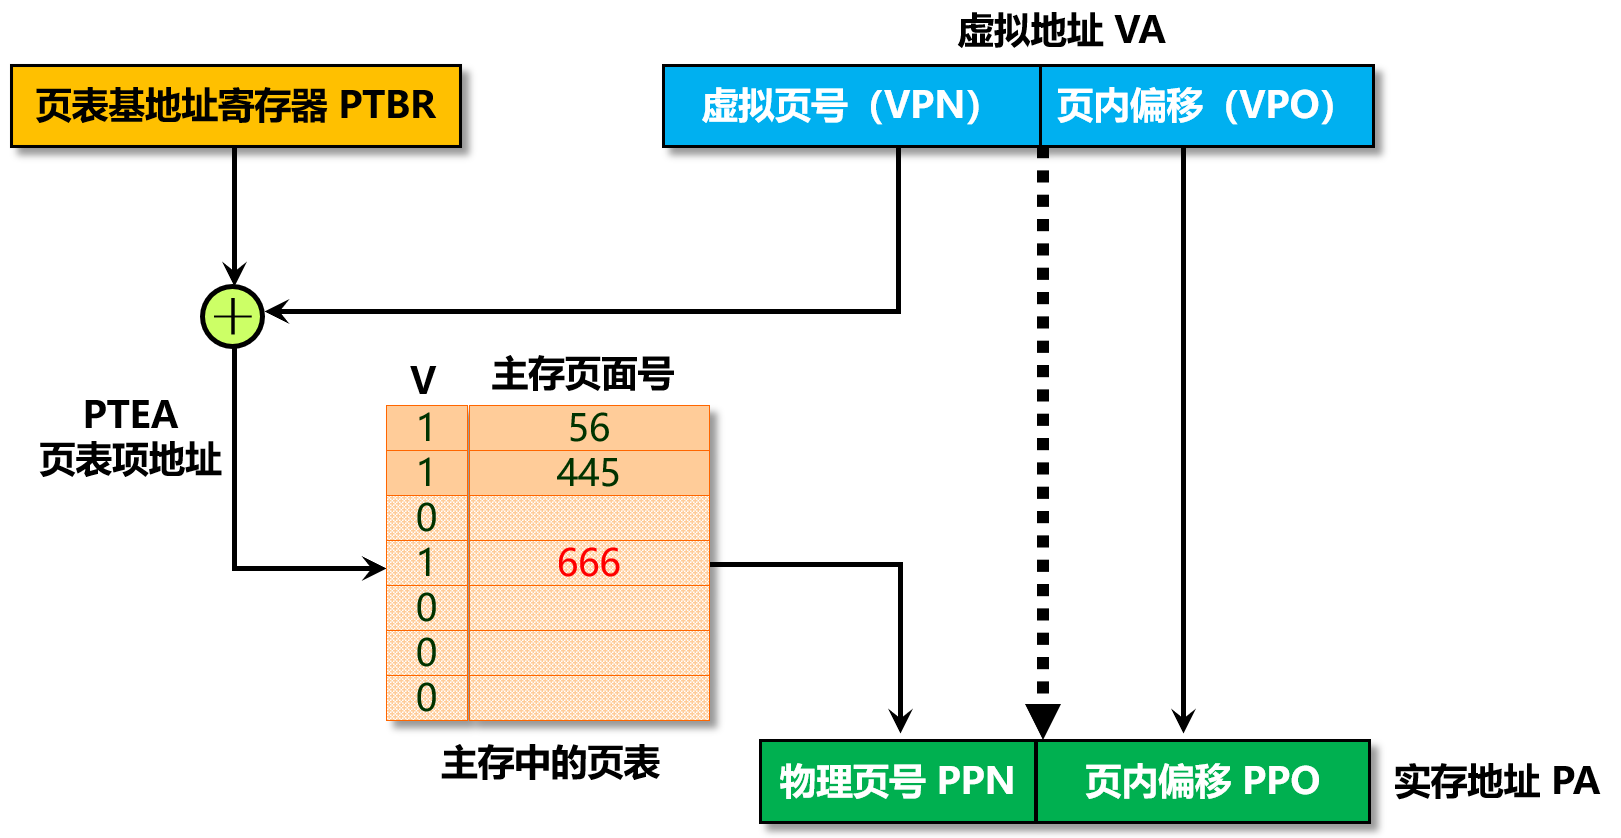 虚拟地址 VA
页表基地址寄存器 PTBR
虚拟页号（VPN）
页内偏移（VPO）
PTEA
页表项地址
V
主存页面号
1
56
1
445
0
1
666
0
0
0
主存中的页表
物理页号 PPN
页内偏移 PPO
实存地址 PA